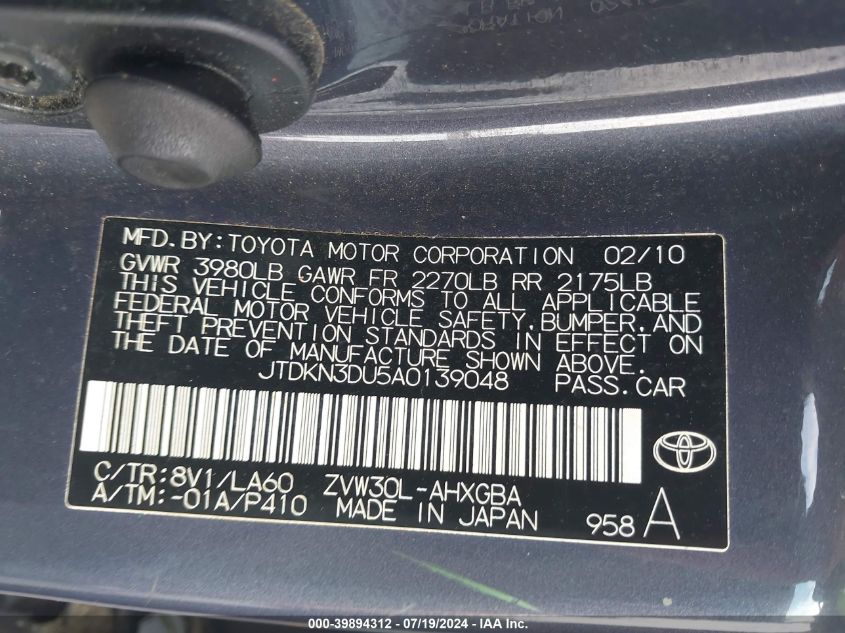 MFD. BY: TOYOTA MOTOR CORPORATION 02/10
GVWR 3980LB GAWR FR 2270LB RR 2175LB
THIS VEHICLE CONFORMS TO ALL APPLICABLE
FEDERAL MOTOR VEHICLE SAFETY, BUMPER, AND
THEFT PREVENTION STANDARDS IN EFFECT ON
THE DATE OF MANUFACTURE SHOWN ABOVE.
JTDKN3DU5A0139048 PASS. CAR
C/TR: 8V1/LA60 ZVW30L-AHXGBA
A/TM: -01A/P410 MADE IN JAPAN 958 A
000-39894312 - 07/19/2024 - IAA Inc.